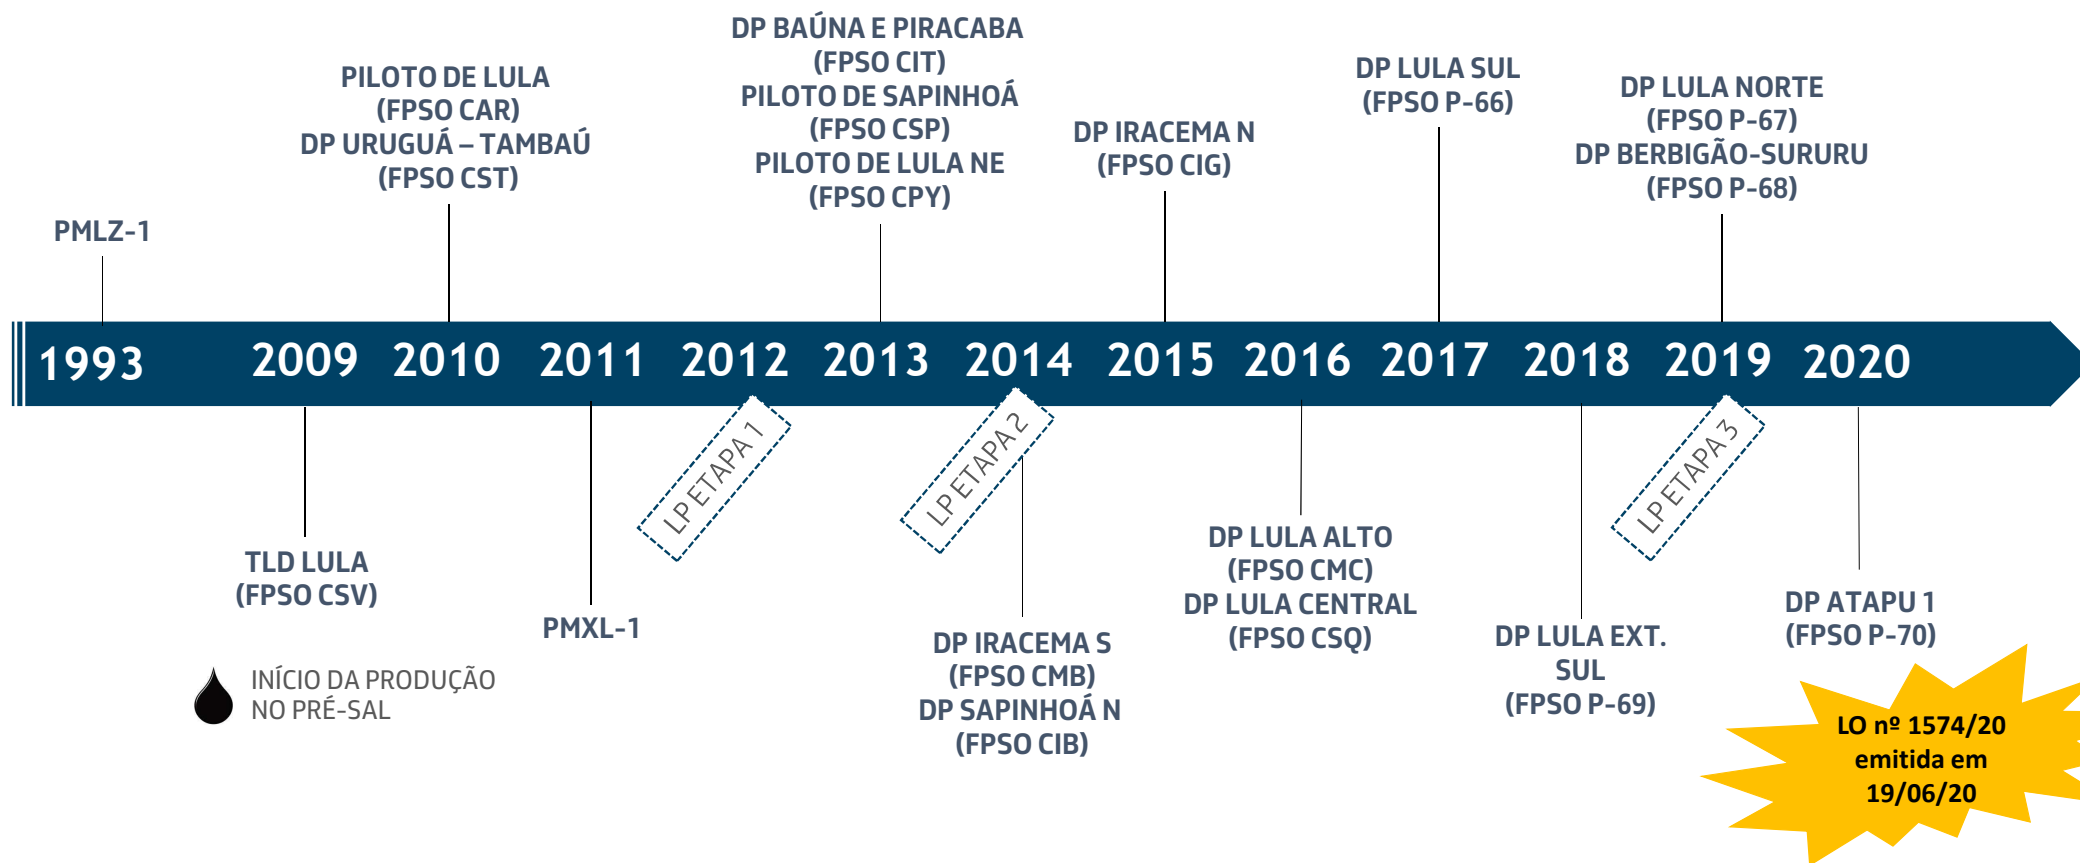 PMLZ-1
PILOTO DE LULA
(FPSO CAR)
DP URUGUÁ – TAMBAÚ
(FPSO CST)
DP BAÚNA E PIRACABA
(FPSO CIT)
PILOTO DE SAPINHOÁ
(FPSO CSP)
PILOTO DE LULA NE
(FPSO CPY)
DP IRACEMA N
(FPSO CIG)
DP LULA SUL
(FPSO P-66)
DP LULA NORTE
(FPSO P-67)
DP BERBIGÃO-SURURU
(FPSO P-68)
1993 2009 2010 2011 2012 2013 2014 2015 2016 2017 2018 2019 2020
LP ETAPA 1
LP ETAPA 2
LP ETAPA 3
TLD LULA
(FPSO CSV)
PMXL-1
DP IRACEMA S
(FPSO CMB)
DP SAPINHOÁ N
(FPSO CIB)
DP LULA ALTO
(FPSO CMC)
DP LULA CENTRAL
(FPSO CSQ)
DP LULA EXT.
SUL
(FPSO P-69)
DP ATAPU 1
(FPSO P-70)
INÍCIO DA PRODUÇÃO
NO PRÉ-SAL
LO nº 1574/20
emitida em
19/06/20